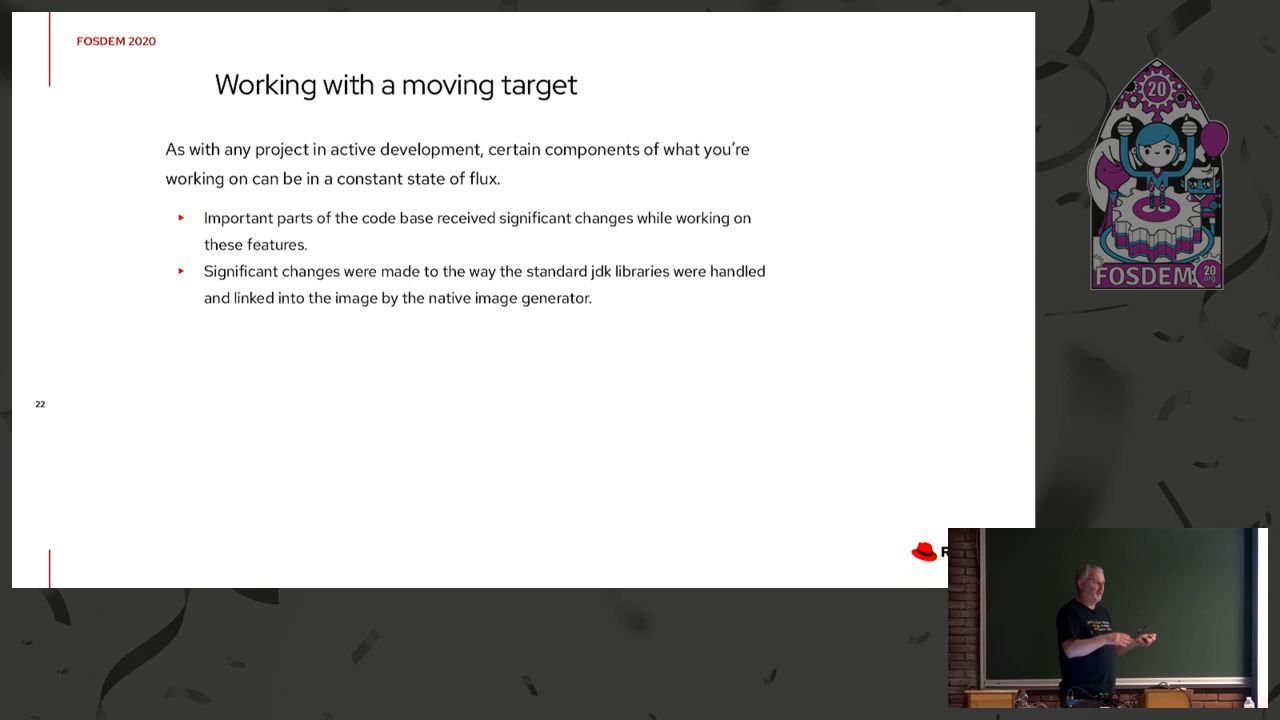 FOSDEM 2020
Working with a moving target
As with any project in active development, certain components of what you're
working on can be in a constant state of flux.
Important parts of the code base received significant changes while working on
these features.
Significant changes were made to the way the standard jdk libraries were handled
and linked into the image by the native image generator.
22
20
FOSDEM
20
.org